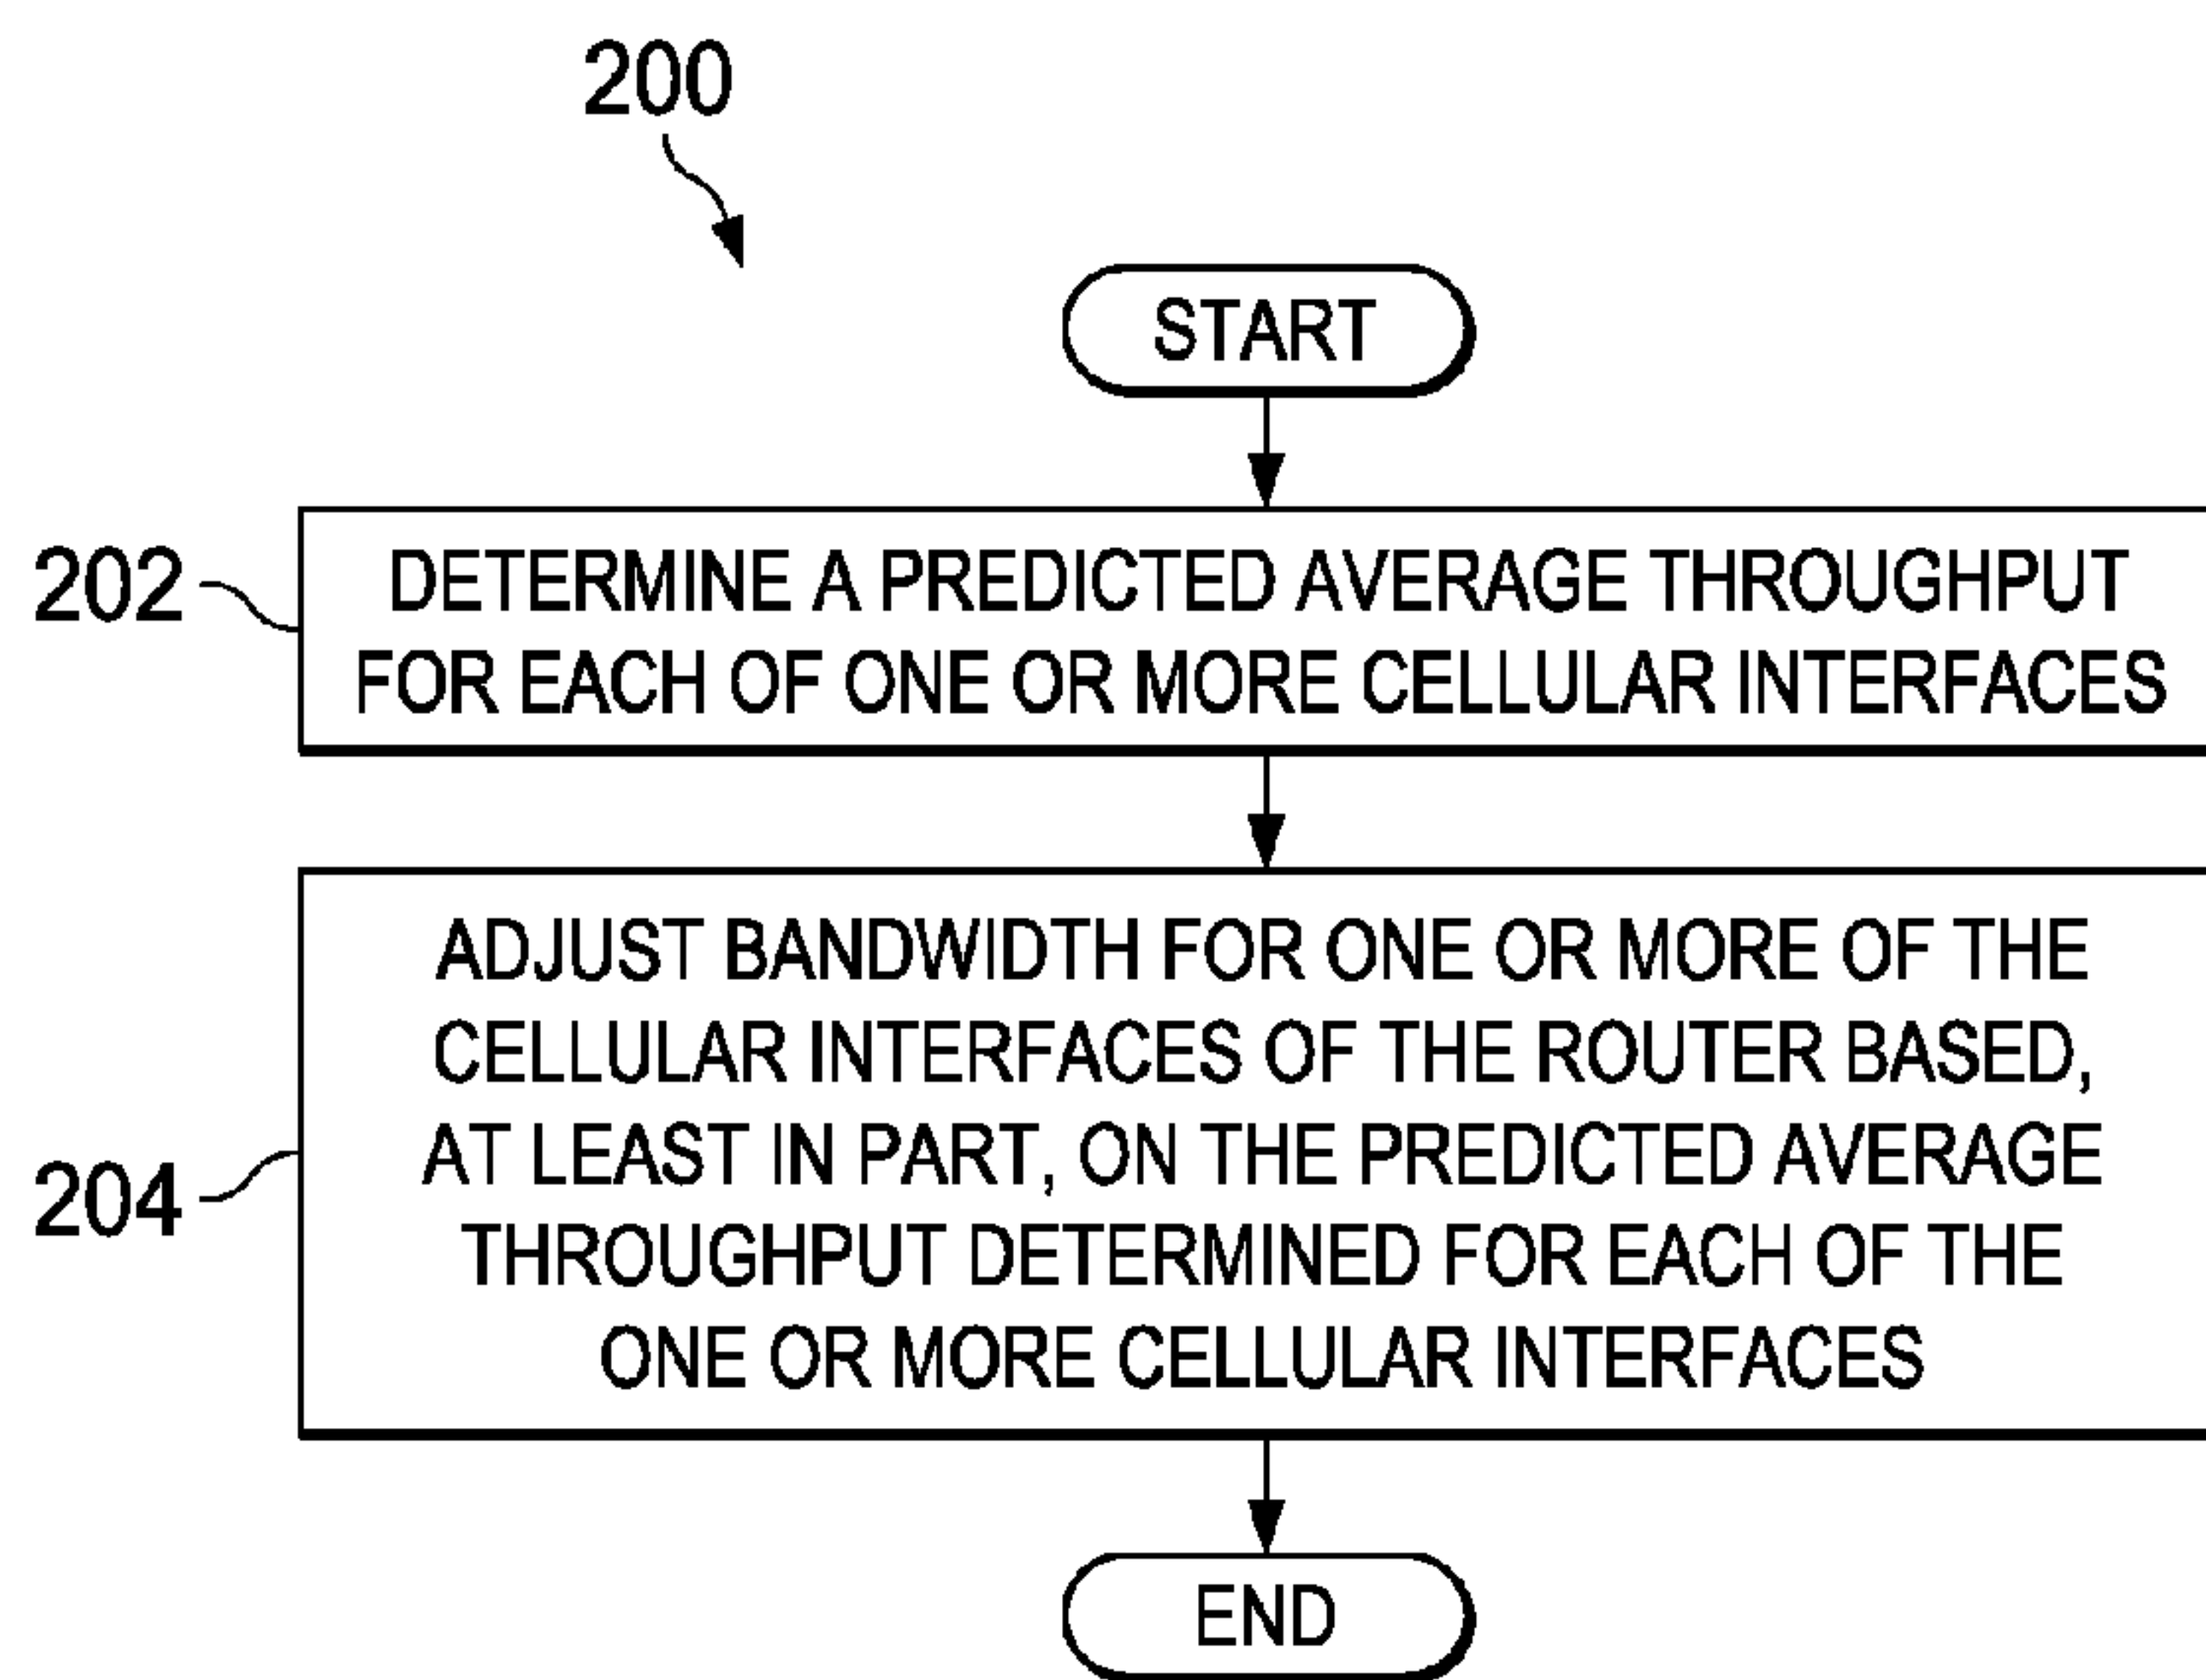 200
START
202
DETERMINE A PREDICTED AVERAGE THROUGHPUT
FOR EACH OF ONE OR MORE CELLULAR INTERFACES
204
ADJUST BANDWIDTH FOR ONE OR MORE OF THE
CELLULAR INTERFACES OF THE ROUTER BASED,
AT LEAST IN PART, ON THE PREDICTED AVERAGE
THROUGHPUT DETERMINED FOR EACH OF THE
ONE OR MORE CELLULAR INTERFACES
END